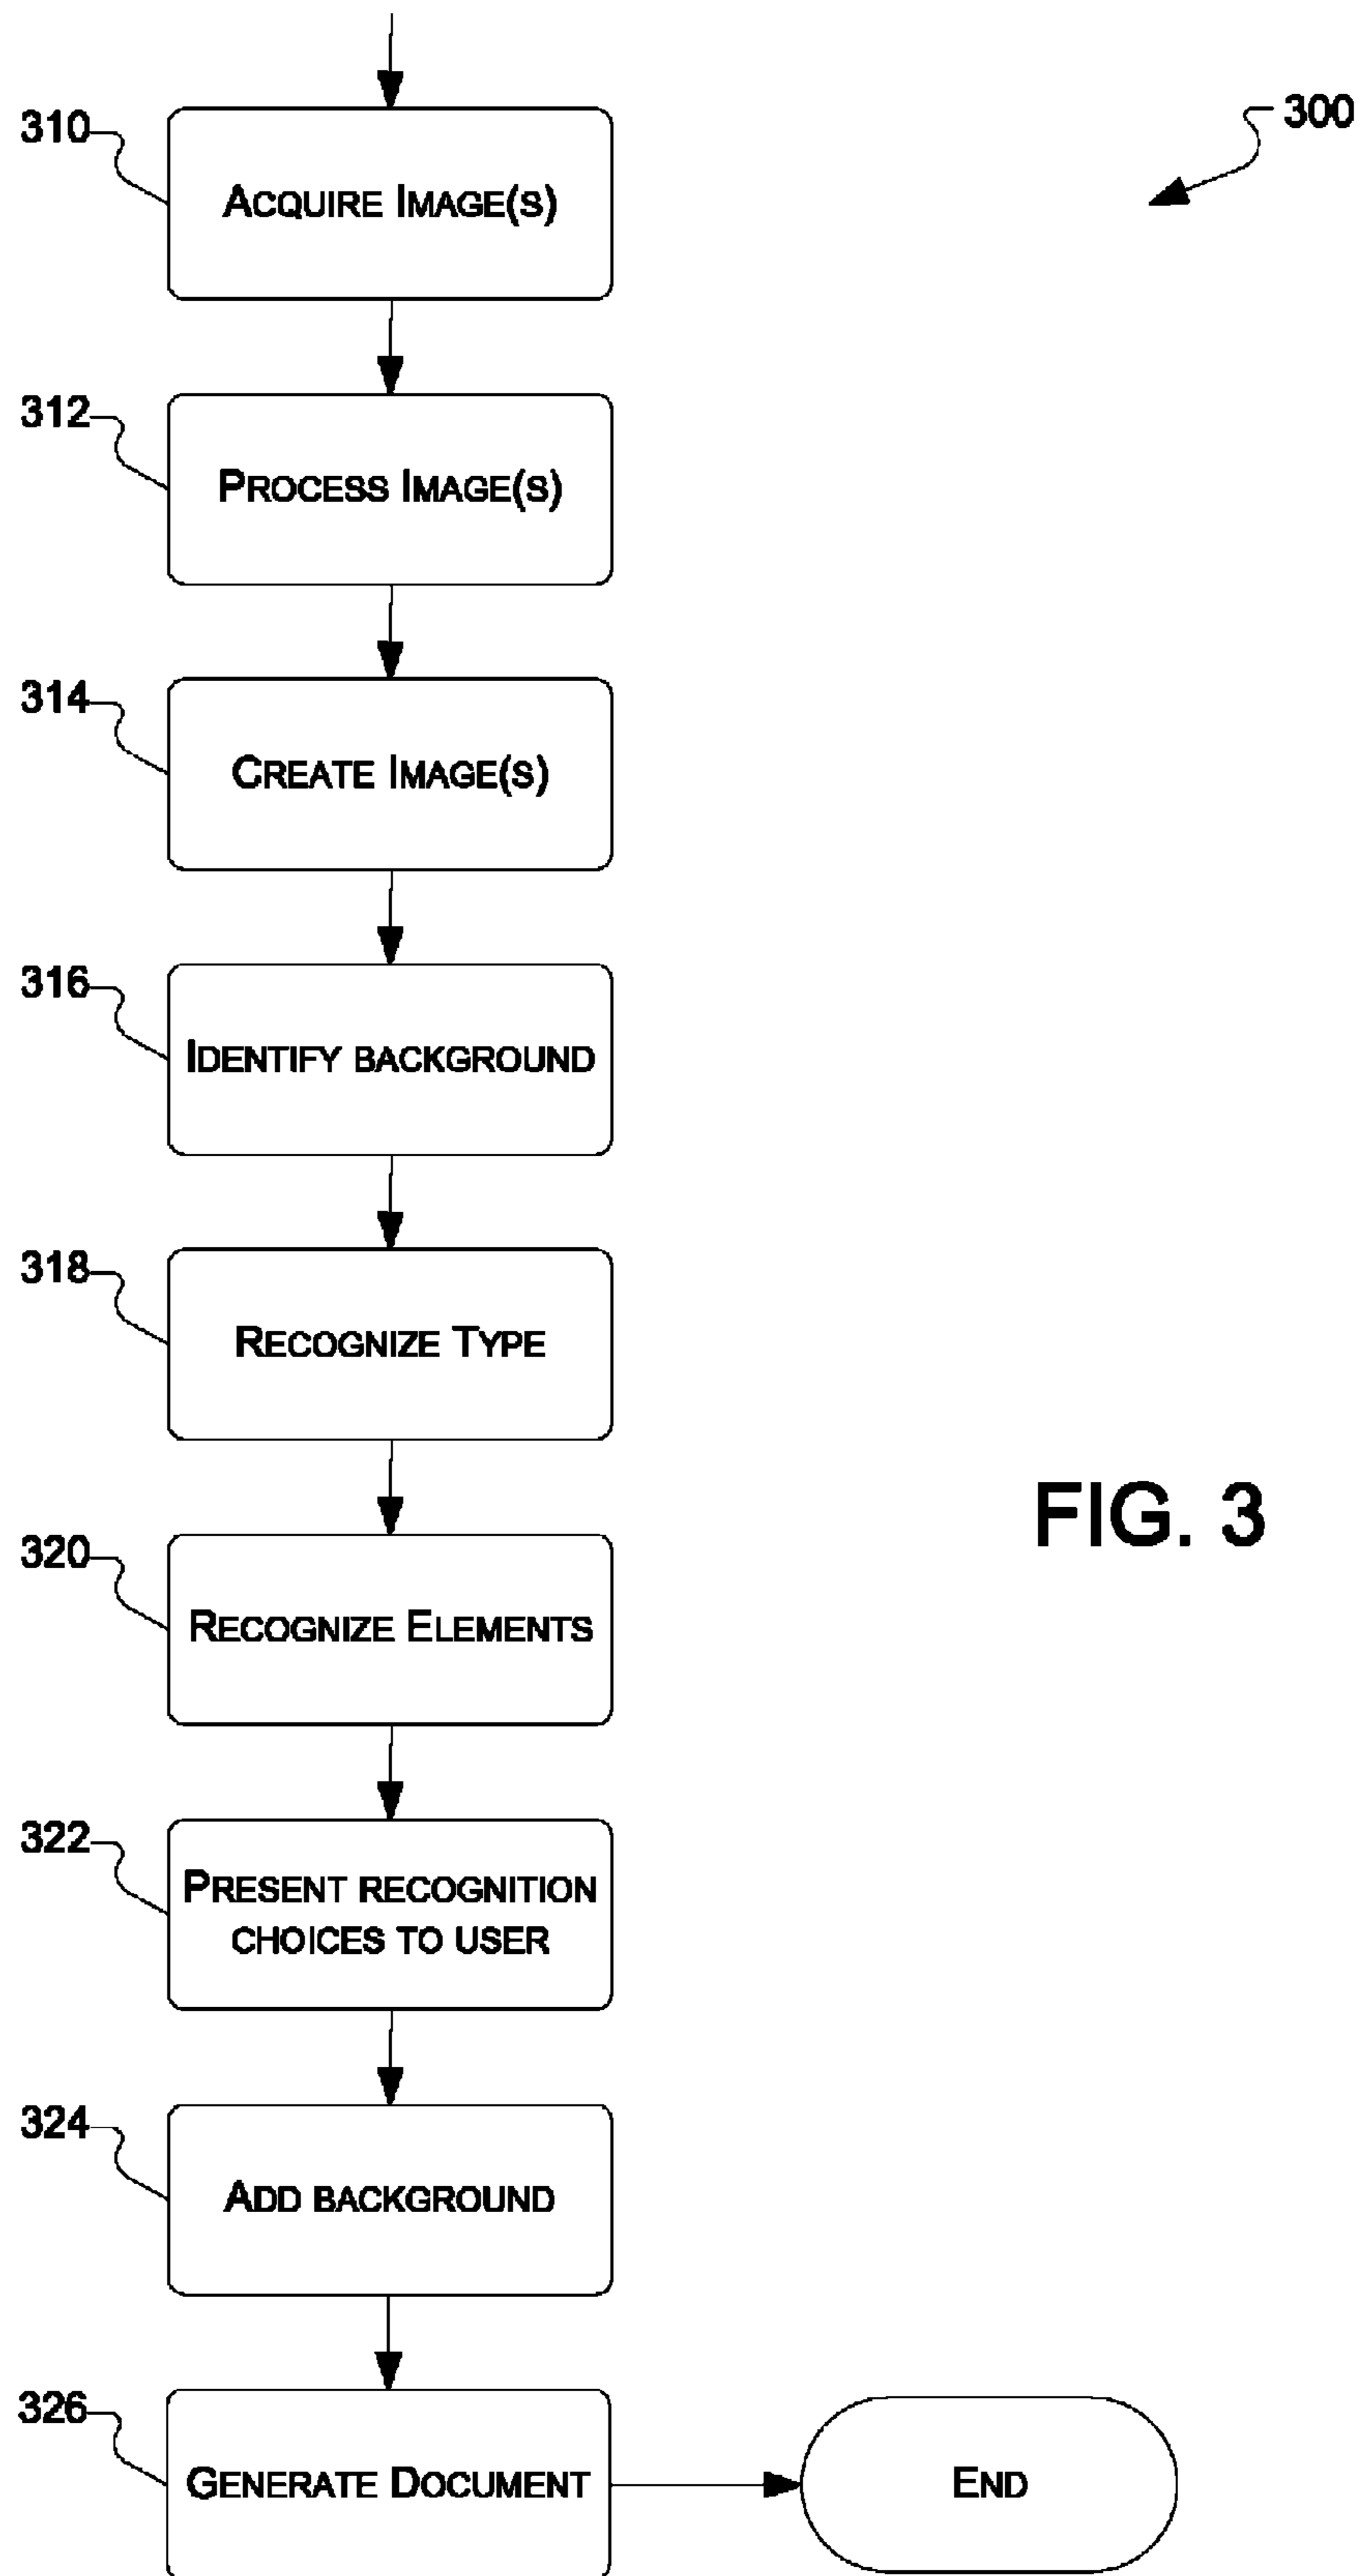 300
310
ACQUIRE IMAGE(S)
312
PROCESS IMAGE(S)
314
CREATE IMAGE(S)
316
IDENTIFY BACKGROUND
318
RECOGNIZE TYPE
320
RECOGNIZE ELEMENTS
322
PRESENT RECOGNITION
CHOICES TO USER
324
ADD BACKGROUND
326
GENERATE DOCUMENT
END
FIG. 3